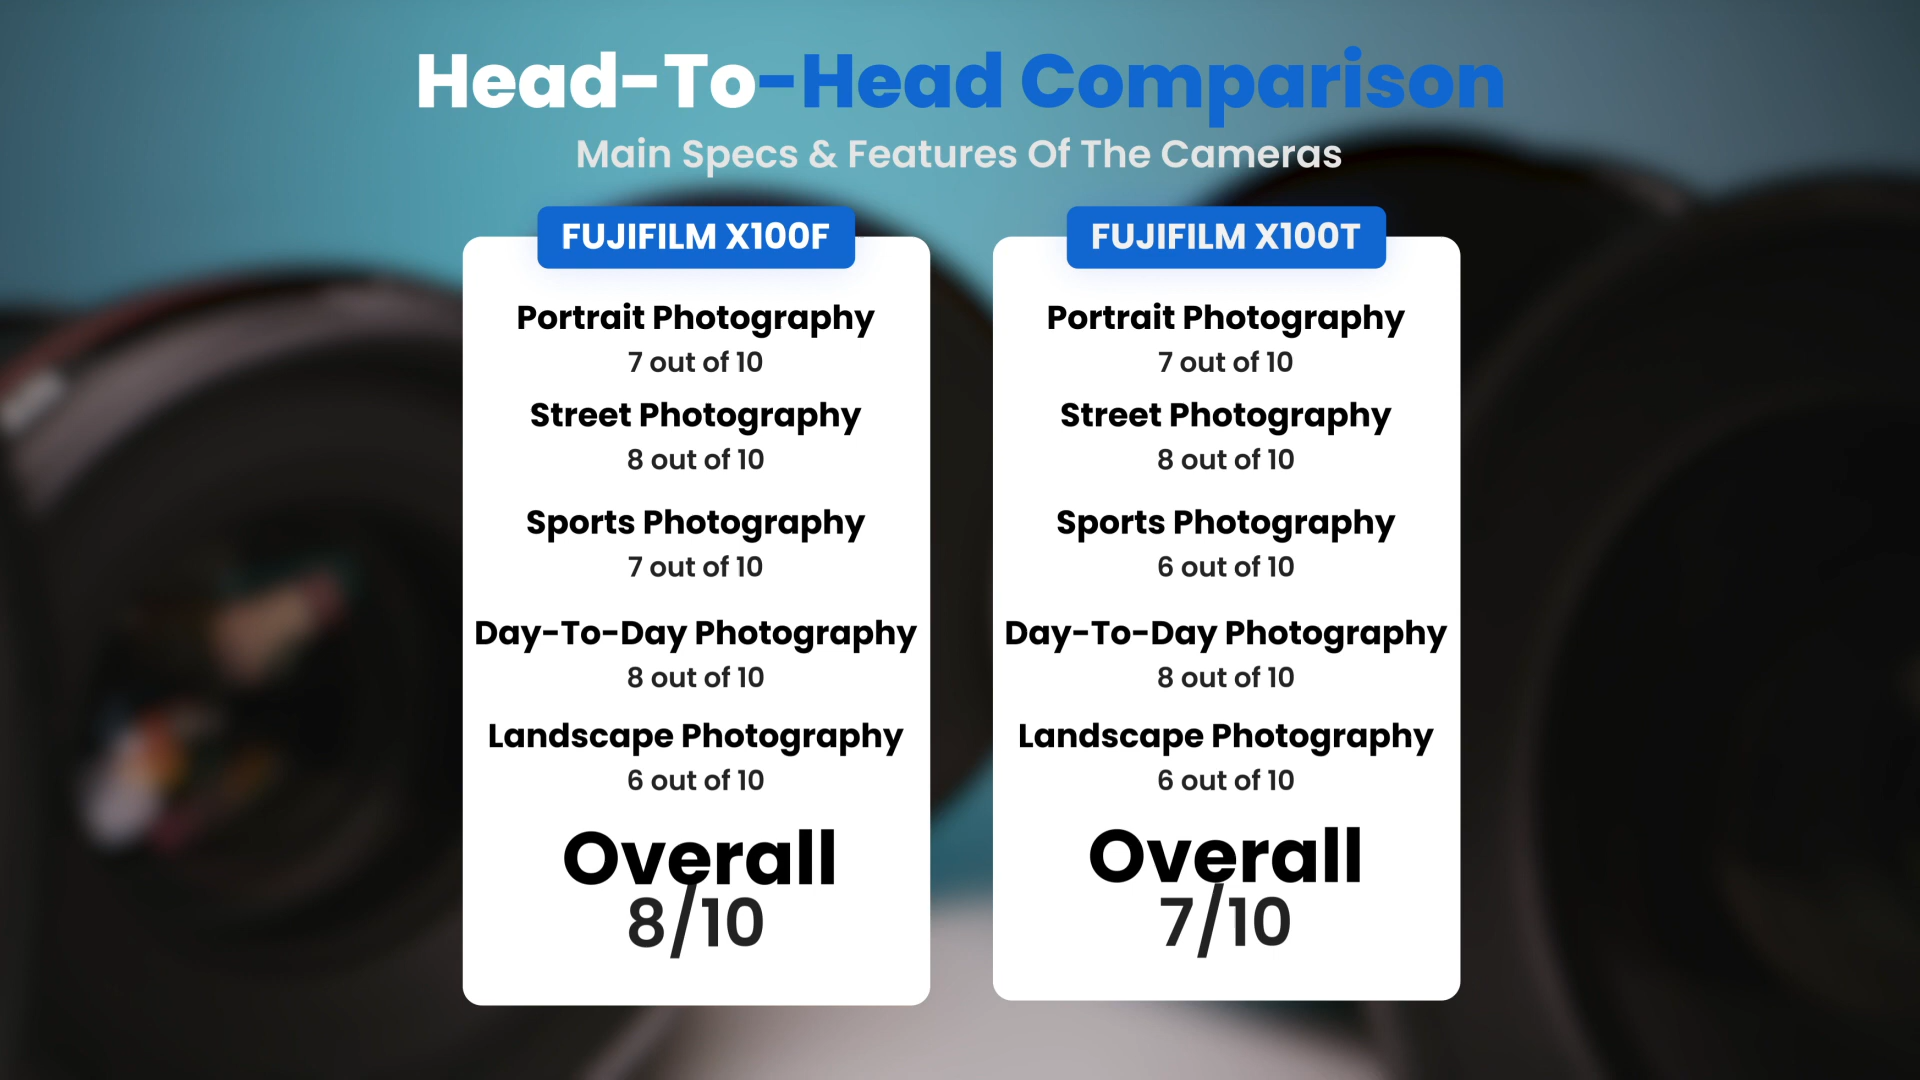 Head-To-Head Comparison
Main Specs & Features Of The Cameras
FUJIFILM X100F
Portrait Photography
7 out of 10
Street Photography
8 out of 10
Sports Photography
7 out of 10
Day-To-Day Photography
8 out of 10
Landscape Photography
6 out of 10
Overall
8/10
FUJIFILM X100T
Portrait Photography
7 out of 10
Street Photography
8 out of 10
Sports Photography
6 out of 10
Day-To-Day Photography
8 out of 10
Landscape Photography
6 out of 10
Overall
7/10